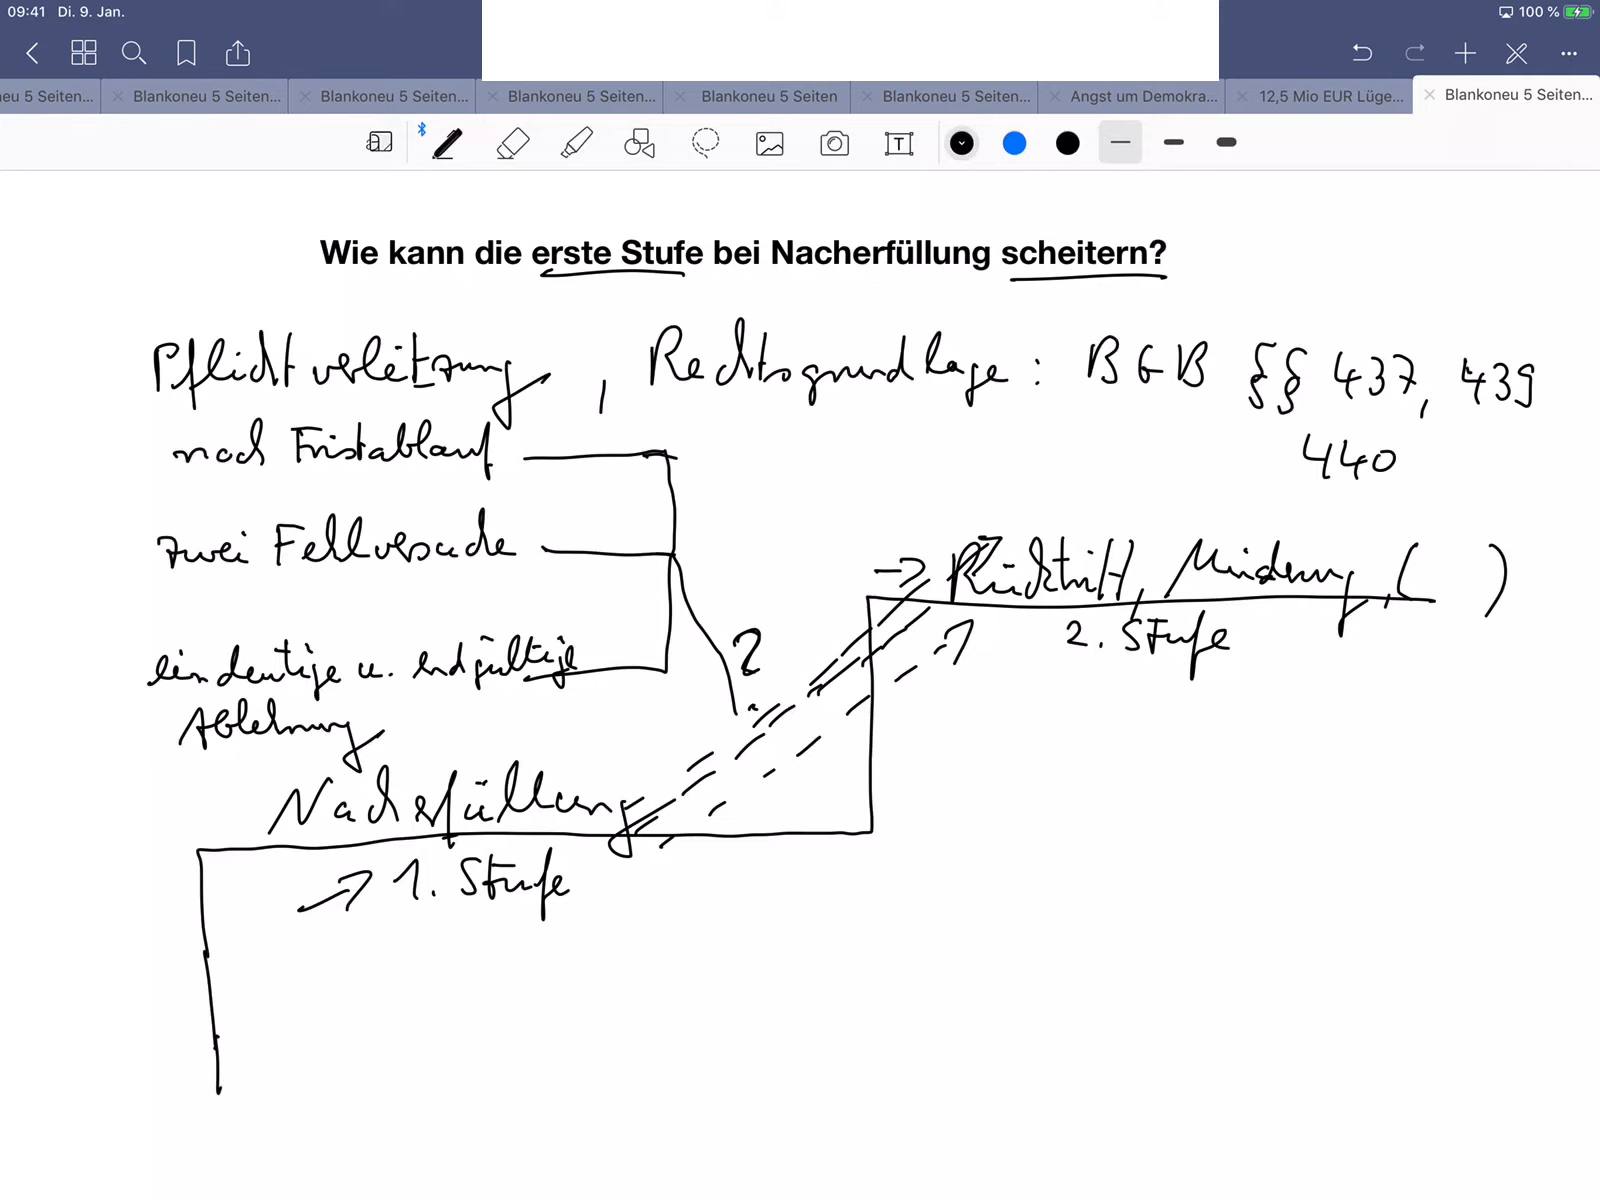 09:41 Di. 9. Jan. 100 %
eu 5 Seiten... Blankoneu 5 Seiten... Blankoneu 5 Seiten... Blankoneu 5 Seiten... Blankoneu 5 Seiten Blankoneu 5 Seiten... Angst um Demokra... 12,5 Mio EUR Lüge... Blankoneu 5 Seiten...
T
Wie kann die erste Stufe bei Nacherfüllung scheitern?
Pflichtverletzung, Rechtsgrundlage: BGB §§ 437, 439
440
nach Fristablauf
zwei Fehlversuche
→ Rücktritt, Minderung, ( )
2. Stufe
?
eindeutige u. endgültige
Ablehnung
Nacherfüllung
→ 1. Stufe